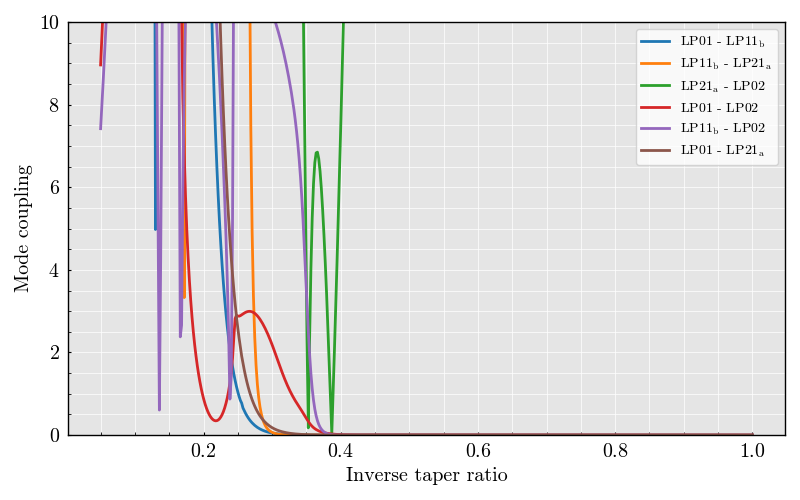 10
8
6
4
2
0
Mode coupling
0.2
0.4
0.6
0.8
1.0
Inverse taper ratio
LP01 - LP11b
LP11b - LP21a
LP21a - LP02
LP01 - LP02
LP11b - LP02
LP01 - LP21a